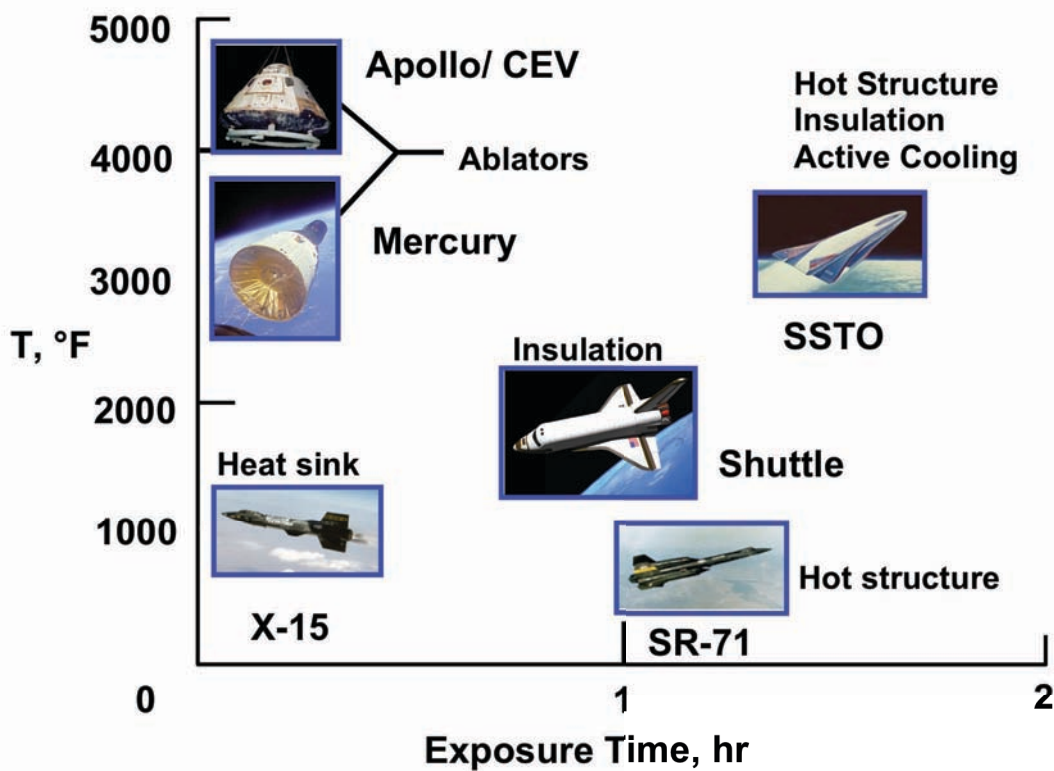 5000
Apollo/ CEV
Hot Structure
Insulation
Active Cooling
4000
Ablators
Mercury
3000
T, °F
SSTO
Insulation
2000
Heat sink
Shuttle
1000
Hot structure
X-15
SR-71
0
1
2
Exposure Time, hr